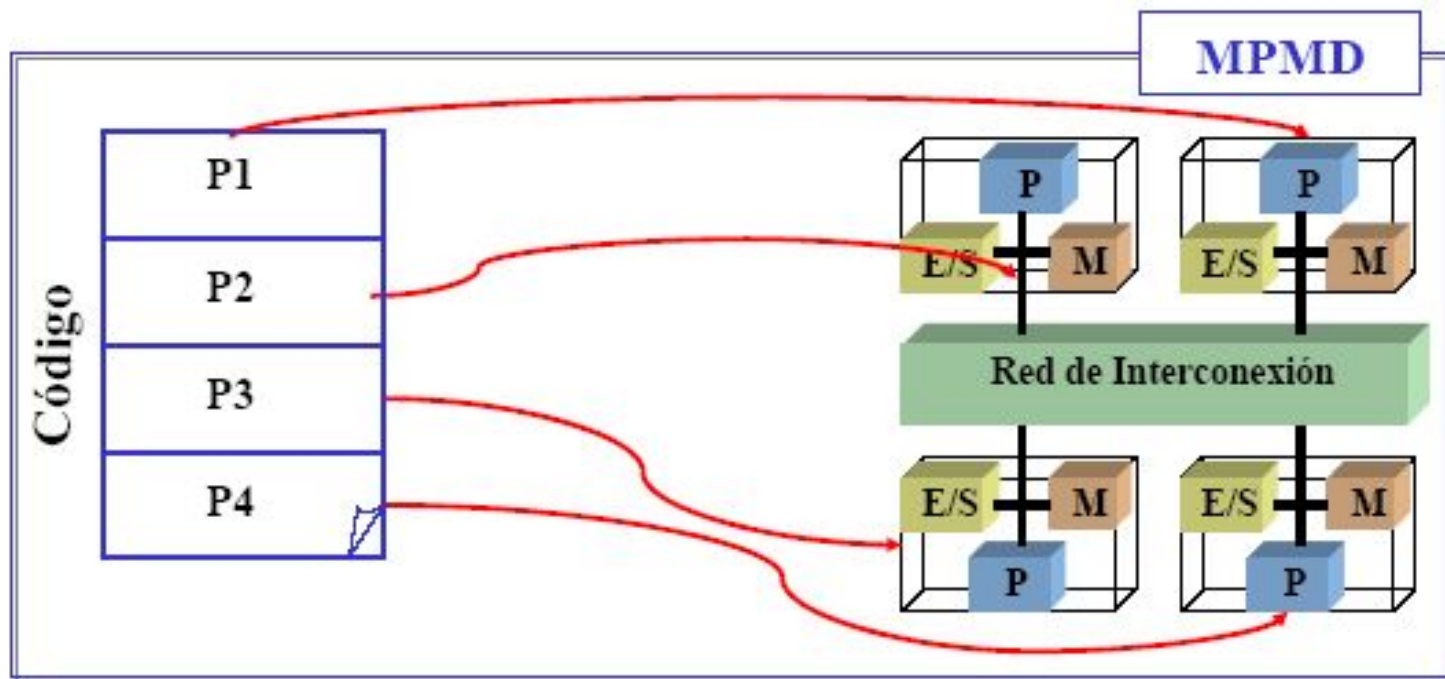 MPMD
Código
P1
P2
P3
P4
P
E/S
M
P
E/S
M
Red de Interconexión
E/S
M
P
E/S
M
P